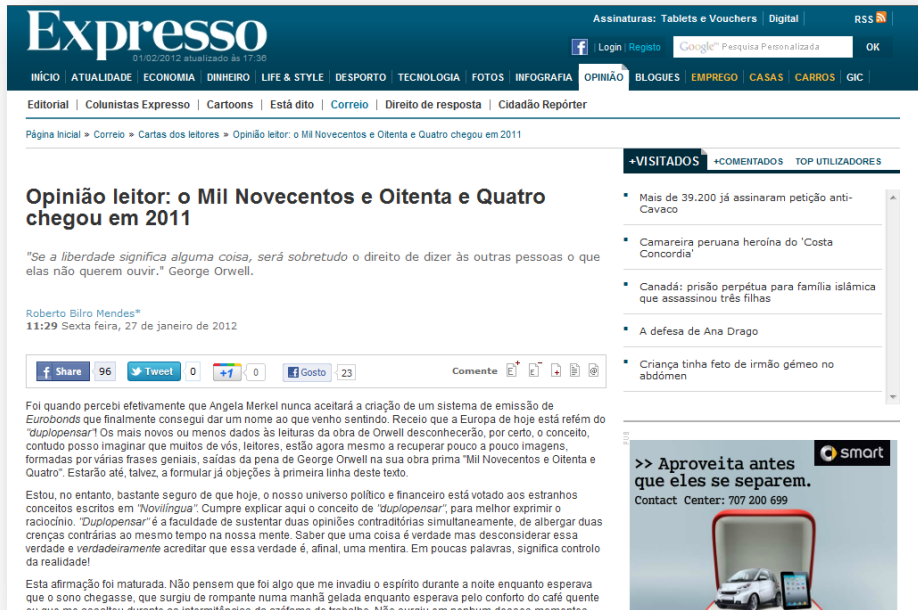 Expresso
01/02/2012 atualizado às 17:36
Assinaturas: Tablets e Vouchers | Digital
RSS
Login | Registo
Google™ Pesquisa Personalizada
OK
INÍCIO | ATUALIDADE | ECONOMIA | DINHEIRO | LIFE & STYLE | DESPORTO | TECNOLOGIA | FOTOS | INFOGRAFIA | OPINIÃO | BLOGUES | EMPREGO | CASAS | CARROS | GIC
Editorial | Colunistas Expresso | Cartoons | Está dito | Correio | Direito de resposta | Cidadão Repórter
Página Inicial » Correio » Cartas dos leitores » Opinião leitor: o Mil Novecentos e Oitenta e Quatro chegou em 2011
Opinião leitor: o Mil Novecentos e Oitenta e Quatro
chegou em 2011
"Se a liberdade significa alguma coisa, será sobretudo o direito de dizer às outras pessoas o que
elas não querem ouvir." George Orwell.
Roberto Bilro Mendes*
11:29 Sexta feira, 27 de janeiro de 2012
f Share 96 Tweet 0 +1 0 Gosto 23
Comente
Foi quando percebi efetivamente que Angela Merkel nunca aceitará a criação de um sistema de emissão de
Eurobonds que finalmente consegui dar um nome ao que venho sentindo. Receio que a Europa de hoje está refém do
"duplopensar"! Os mais novos ou menos dados às leituras da obra de Orwell desconhecerão, por certo, o conceito,
contudo posso imaginar que muitos de vós, leitores, estão agora mesmo a recuperar pouco a pouco imagens,
formadas por várias frases geniais, saídas da pena de George Orwell na sua obra prima "Mil Novecentos e Oitenta e
Quatro". Estarão até, talvez, a formular já objeções à primeira linha deste texto.
Estou, no entanto, bastante seguro de que hoje, o nosso universo político e financeiro está votado aos estranhos
conceitos escritos em "Novilíngua". Cumpre explicar aqui o conceito de "duplopensar", para melhor exprimir o
raciocínio. "Duplopensar" é a faculdade de sustentar duas opiniões contraditórias simultaneamente, de albergar duas
crenças contrárias ao mesmo tempo na nossa mente. Saber que uma coisa é verdade mas desconsiderar essa
verdade e verdadeiramente acreditar que essa verdade é, afinal, uma mentira. Em poucas palavras, significa controlo
da realidade!
Esta afirmação foi maturada. Não pensem que foi algo que me invadiu o espírito durante a noite enquanto esperava
que o sono chegasse, que surgiu de rompante numa manhã gelada enquanto esperava pelo conforto do café quente
+VISITADOS +COMENTADOS TOP UTILIZADORES
Mais de 39.200 já assinaram petição anti-
Cavaco
Camareira peruana heroína do 'Costa
Concordia'
Canadá: prisão perpétua para família islâmica
que assassinou três filhas
A defesa de Ana Drago
Criança tinha feto de irmão gémeo no
abdómen
PUB
smart
>> Aproveita antes
que eles se separem.
Contact Center: 707 200 699